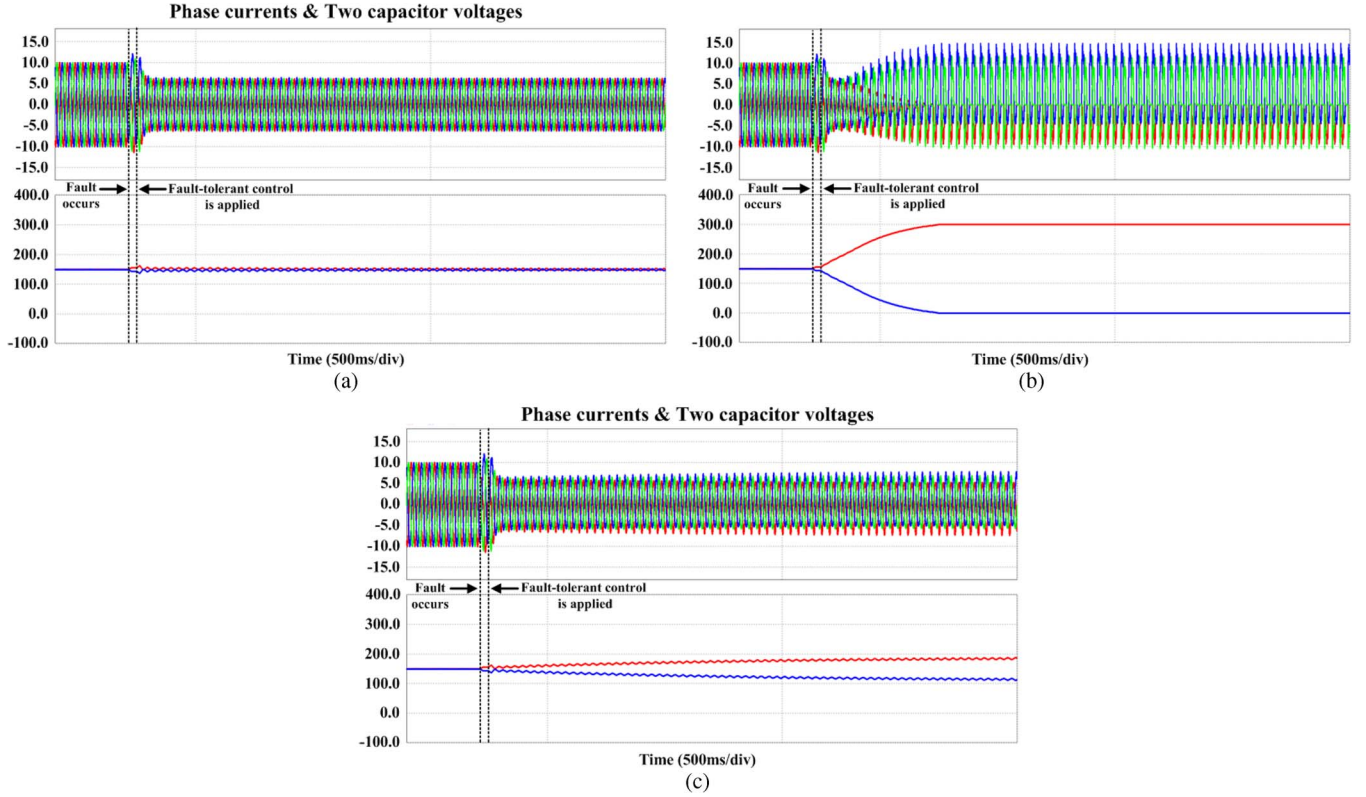 Phase currents & Two capacitor voltages
15.0
10.0
5.0
0.0
-5.0
-10.0
-15.0
Fault
occurs
Fault-tolerant control
is applied
400.0
300.0
200.0
100.0
0.0
-100.0
Time (500ms/div)
(a)
15.0
10.0
5.0
0.0
-5.0
-10.0
-15.0
Fault
occurs
Fault-tolerant control
is applied
400.0
300.0
200.0
100.0
0.0
-100.0
Time (500ms/div)
(b)
Phase currents & Two capacitor voltages
15.0
10.0
5.0
0.0
-5.0
-10.0
-15.0
Fault
occurs
Fault-tolerant control
is applied
400.0
300.0
200.0
100.0
0.0
-100.0
Time (500ms/div)
(c)